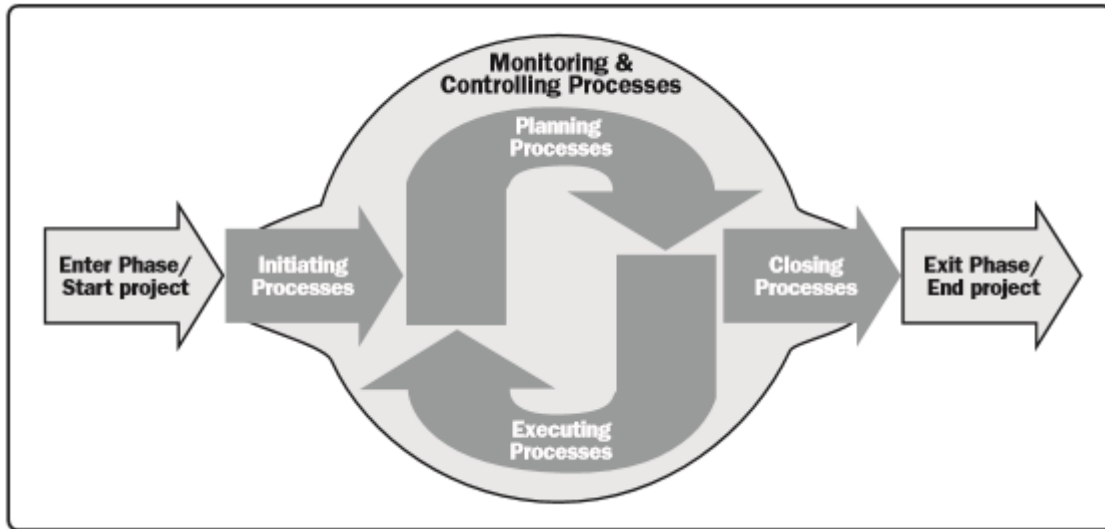 Monitoring &
Controlling Processes
Planning
Processes
Enter Phase/
Start project
Initiating
Processes
Closing
Processes
Exit Phase/
End project
Executing
Processes